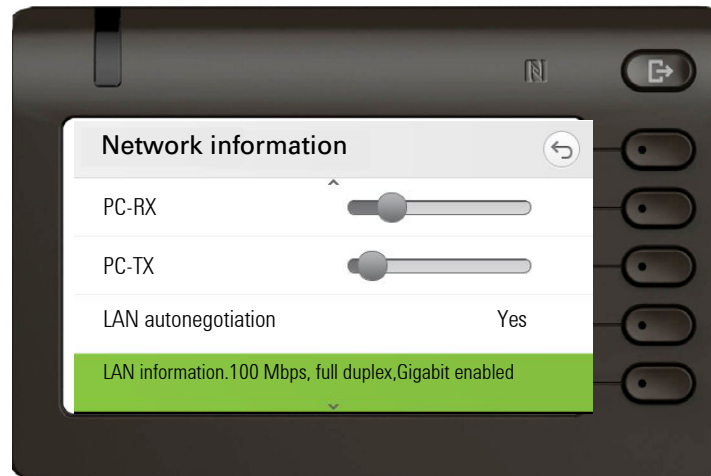 Network information
PC-RX
PC-TX
LAN autonegotiation Yes
LAN information.100 Mbps, full duplex,Gigabit enabled